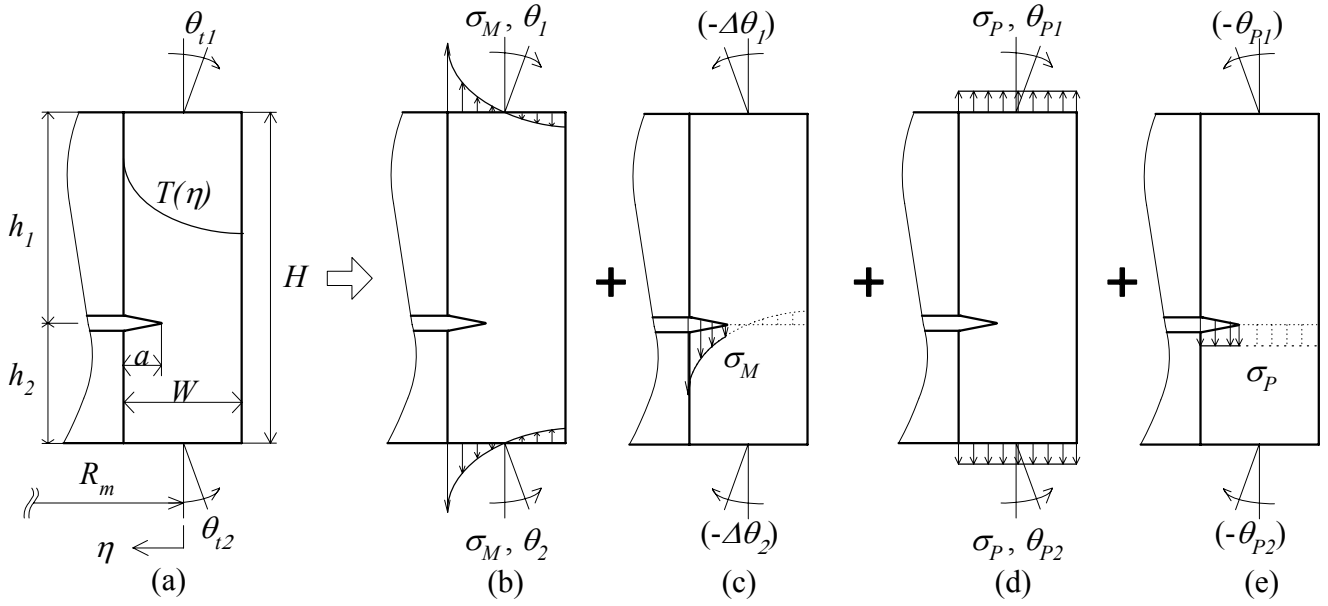 θt1
σM, θ1
(-Δθ1)
σP, θP1
(-θP1)
T(η)
h1
H
+
+
+
+
a
h2
σM
σP
W
Rm
θt2
η
σM, θ2
(-Δθ2)
σP, θP2
(-θP2)
(a)
(b)
(c)
(d)
(e)